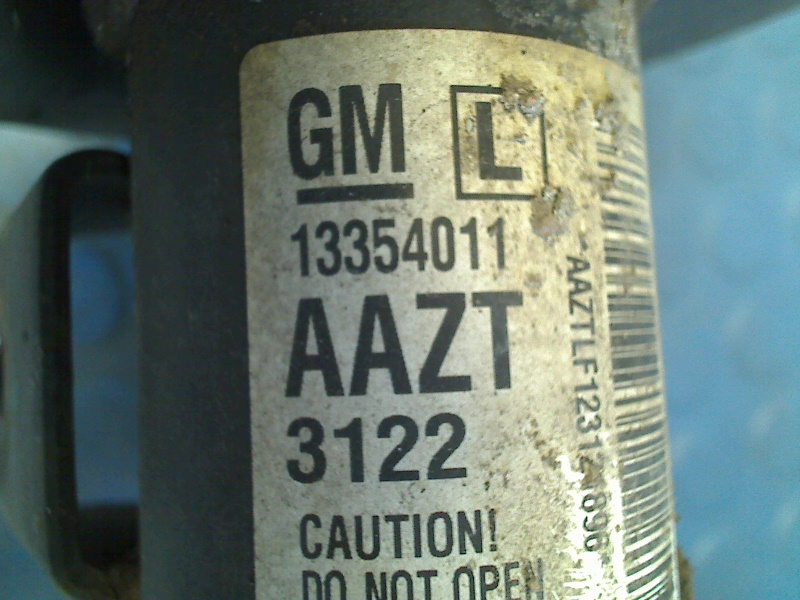 GM L
13354011
AAZT
3122
CAUTION!
DO NOT OPEN